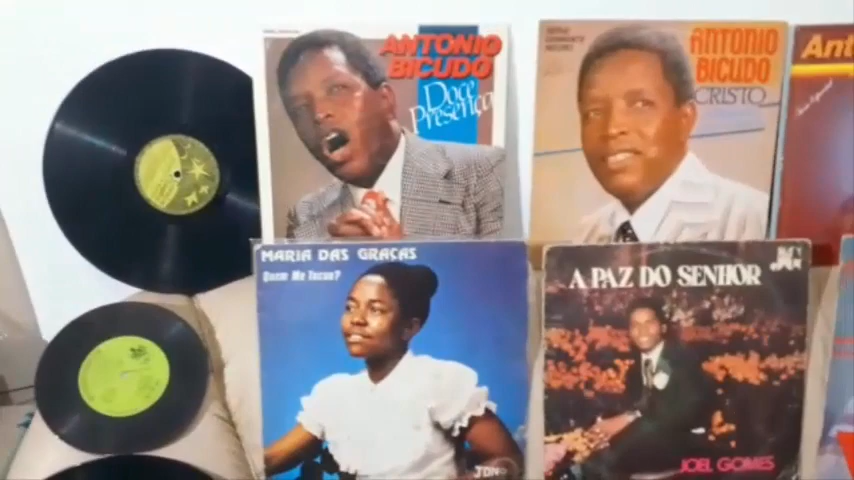 ANTONIO
BICUDO
Doce
Presença
ANTONIO
BICUDO
CRISTO
Ant
MARIA DAS GRAÇAS
Quem Me Tocou?
A PAZ DO SENHOR
JOEL GOMES